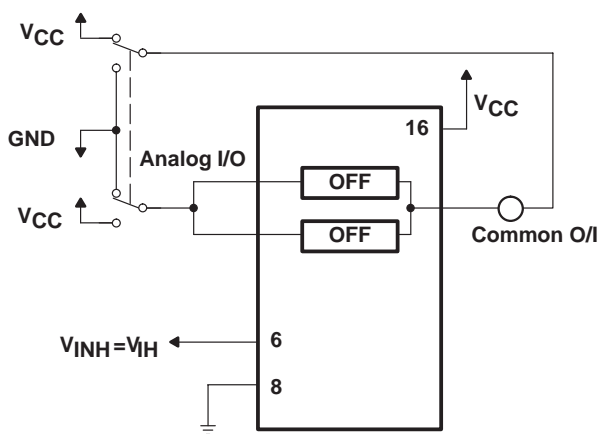 VCC
16
VCC
GND
Analog I/O
OFF
VCC
OFF
Common O/I
VINH=VIH
6
8